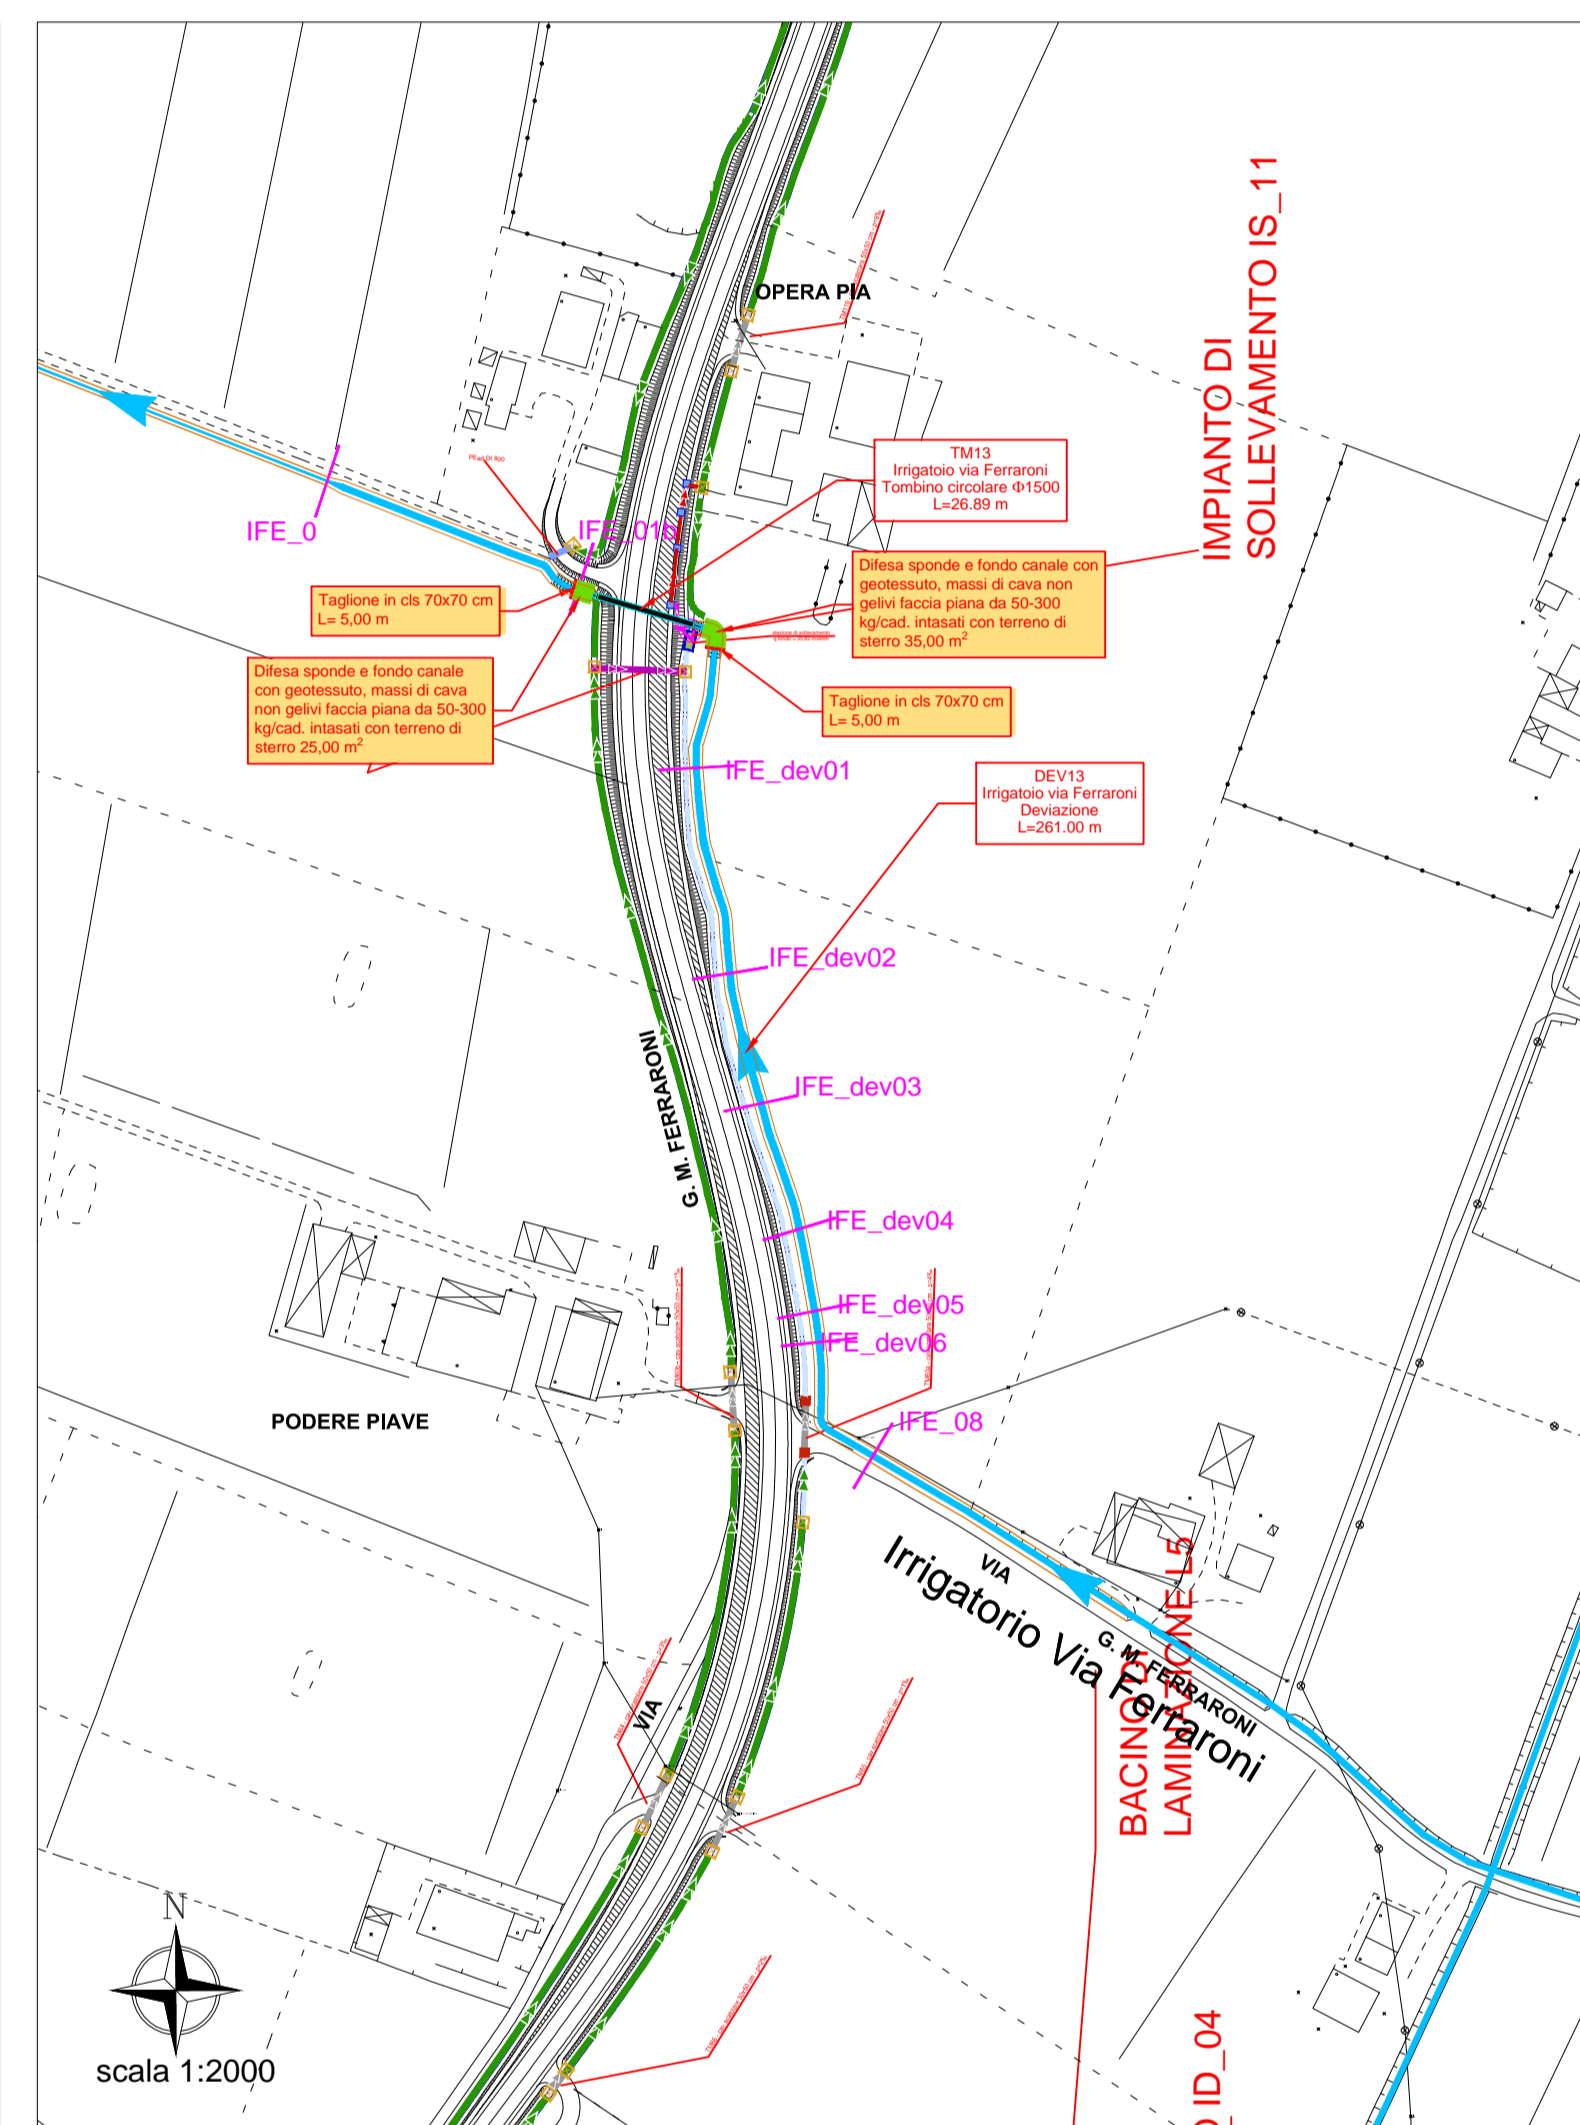 OPERA PIA
IMPIANTO DI
SOLLEVAMENTO IS_11
TM13
Irrigatoio via Ferraroni
Tombino circolare Φ1500
L=26.89 m
IFE_0
IFE_01b
Difesa sponde e fondo canale con
geotessuto, massi di cava non
gelivi faccia piana da 50-300
kg/cad. intasati con terreno di
sterro 35,00 m²
Taglione in cls 70x70 cm
L= 5,00 m
Difesa sponde e fondo canale
con geotessuto, massi di cava
non gelivi faccia piana da 50-300
kg/cad. intasati con terreno di
sterro 25,00 m²
Taglione in cls 70x70 cm
L= 5,00 m
IFE_dev01
DEV13
Irrigatoio via Ferraroni
Deviazione
L=261.00 m
IFE_dev02
G. M. FERRARONI
IFE_dev03
IFE_dev04
IFE_dev05
IFE_dev06
PODERE PIAVE
IFE_08
VIA
G. M. FERRARONI
Irrigatorio Via Ferraroni
BACINO DI
LAMINAZIONE L5
VIA
N
scala 1:2000
ID_04